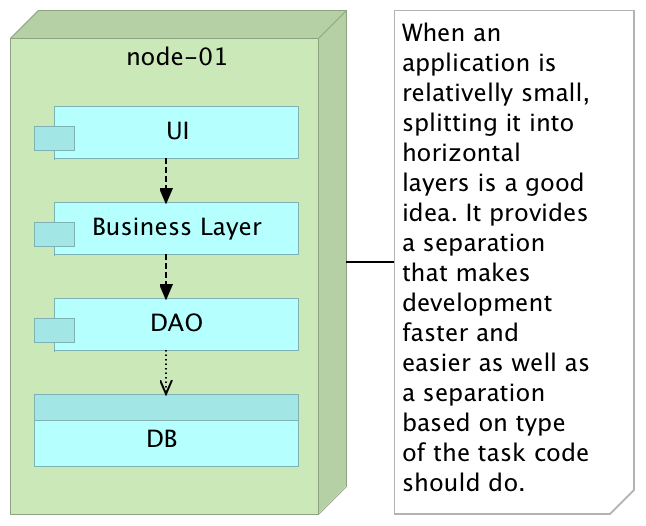 node-01
UI
Business Layer
DAO
DB
When an
application is
relativelly small,
splitting it into
horizontal
layers is a good
idea. It provides
a separation
that makes
development
faster and
easier as well as
a separation
based on type
of the task code
should do.